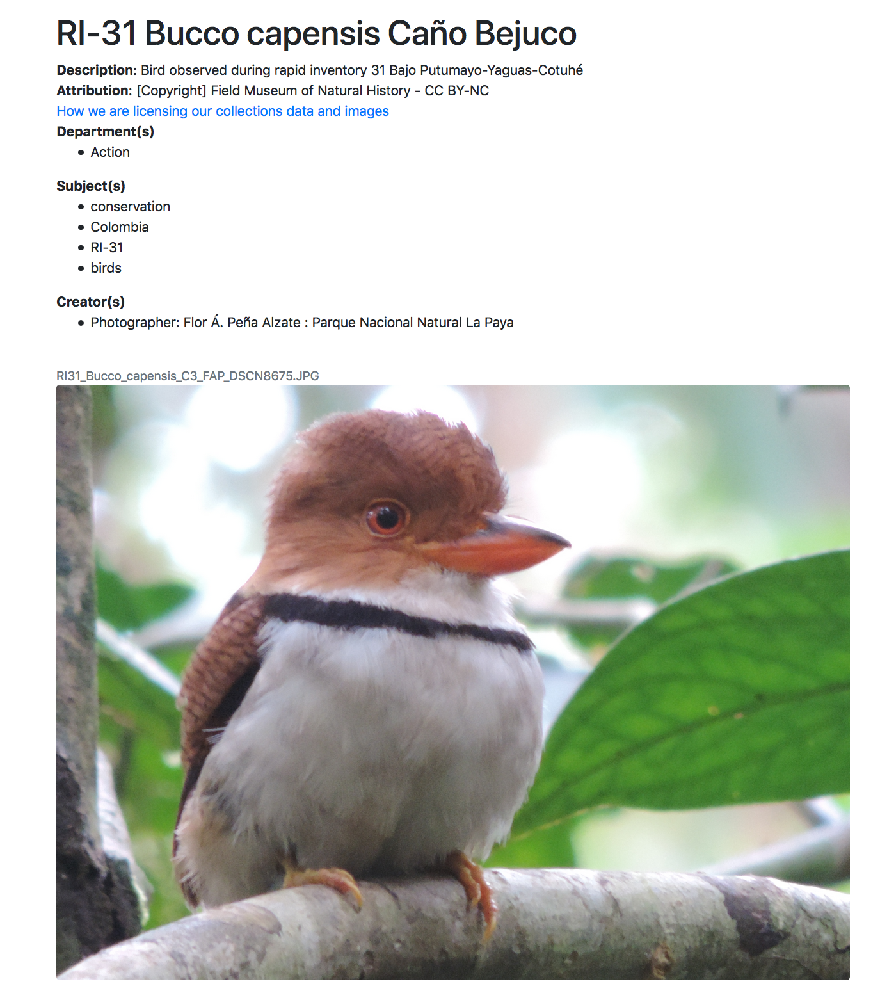 RI-31 Bucco capensis Caño Bejuco
Description: Bird observed during rapid inventory 31 Bajo Putumayo-Yaguas-Cotuhé
Attribution: [Copyright] Field Museum of Natural History - CC BY-NC
How we are licensing our collections data and images
Department(s)
• Action
Subject(s)
• conservation
• Colombia
• RI-31
• birds
Creator(s)
• Photographer: Flor Á. Peña Alzate : Parque Nacional Natural La Paya
RI31_Bucco_capensis_C3_FAP_DSCN8675.JPG